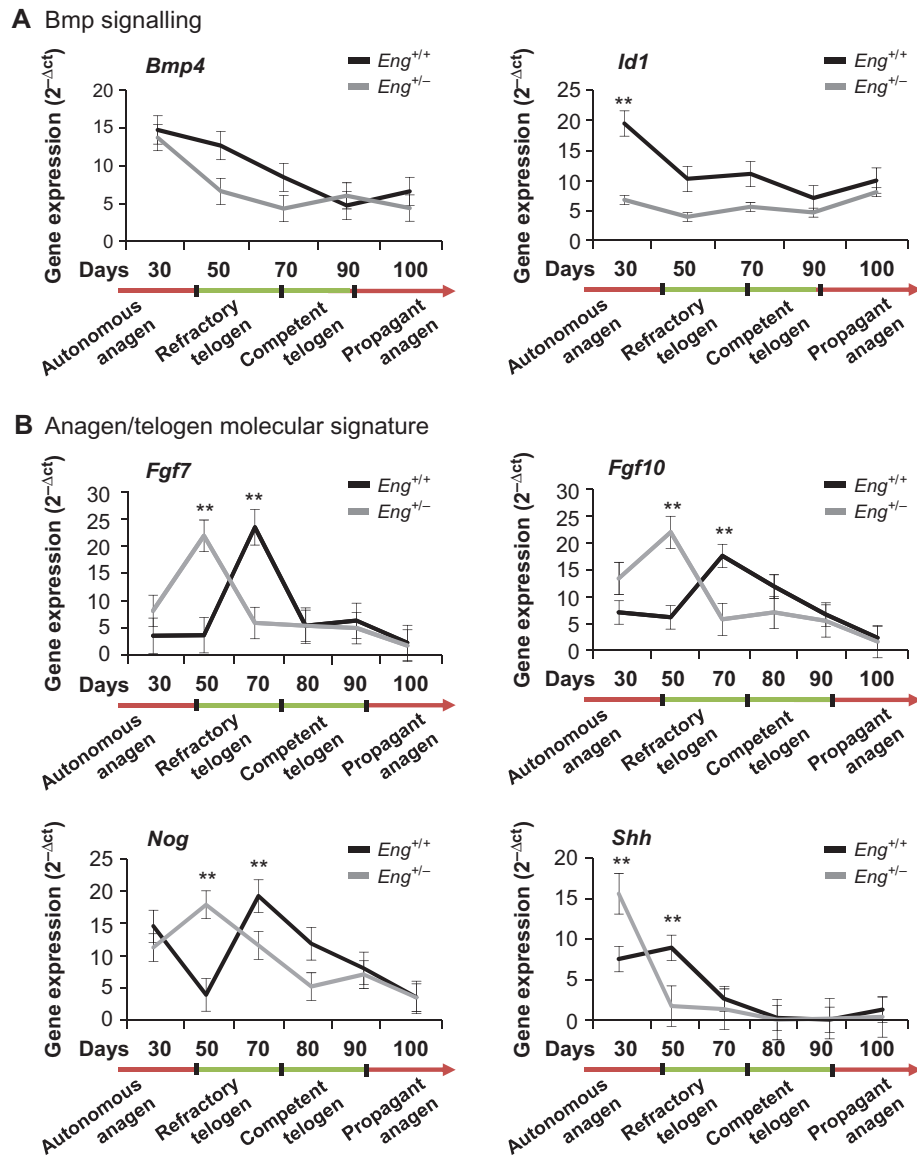 A Bmp signalling
Gene expression (2–Δct)
Bmp4
Eng+/+
Eng+/–
20
15
10
5
0
Days 30 50 70 90 100
Autonomous anagen
Refractory telogen
Competent telogen
Propagant anagen
Gene expression (2–Δct)
Id1
Eng+/+
Eng+/–
25
20
15
10
5
0
**
30 50 70 90 100
Autonomous anagen
Refractory telogen
Competent telogen
Propagant anagen
B Anagen/telogen molecular signature
Gene expression (2–Δct)
Fgf7
Eng+/+
Eng+/–
30
25
20
15
10
5
0
** **
Days 30 50 70 80 90 100
Autonomous anagen
Refractory telogen
Competent telogen
Propagant anagen
Gene expression (2–Δct)
Fgf10
Eng+/+
Eng+/–
30
25
20
15
10
5
0
** **
30 50 70 80 90 100
Autonomous anagen
Refractory telogen
Competent telogen
Propagant anagen
Gene expression (2–Δct)
Nog
Eng+/+
Eng+/–
25
20
15
10
5
0
** **
Days 30 50 70 80 90 100
Autonomous anagen
Refractory telogen
Competent telogen
Propagant anagen
Gene expression (2–Δct)
Shh
Eng+/+
Eng+/–
20
15
10
5
0
** **
30 50 70 80 90 100
Autonomous anagen
Refractory telogen
Competent telogen
Propagant anagen